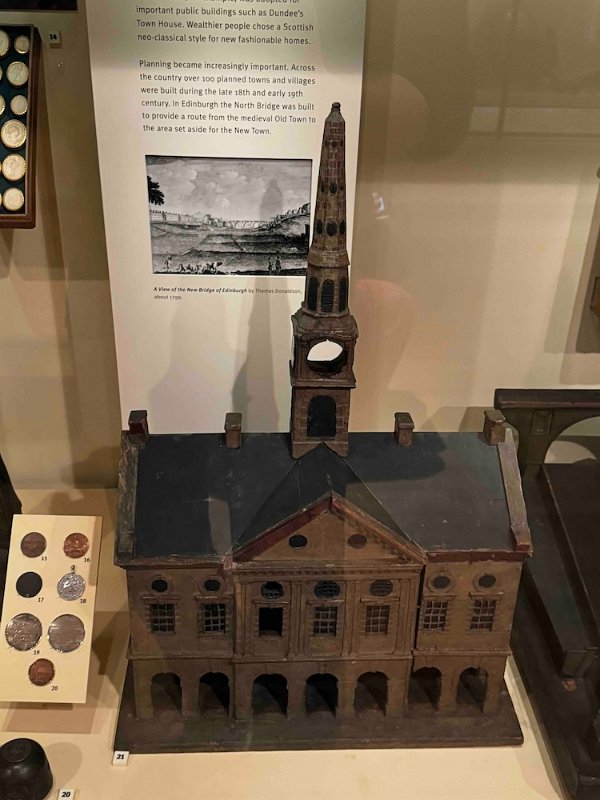 important public buildings such as Dundee's
Town House. Wealthier people chose a Scottish
neo-classical style for new fashionable homes.
Planning became increasingly important. Across
the country over 100 planned towns and villages
were built during the late 18th and early 19th
century. In Edinburgh the North Bridge was built
to provide a route from the medieval Old Town to
the area set aside for the New Town.
A View of the New Bridge of Edinburgh by Thomas Donaldson,
about 1790.
14
15
16
17
18
19
20
21
20